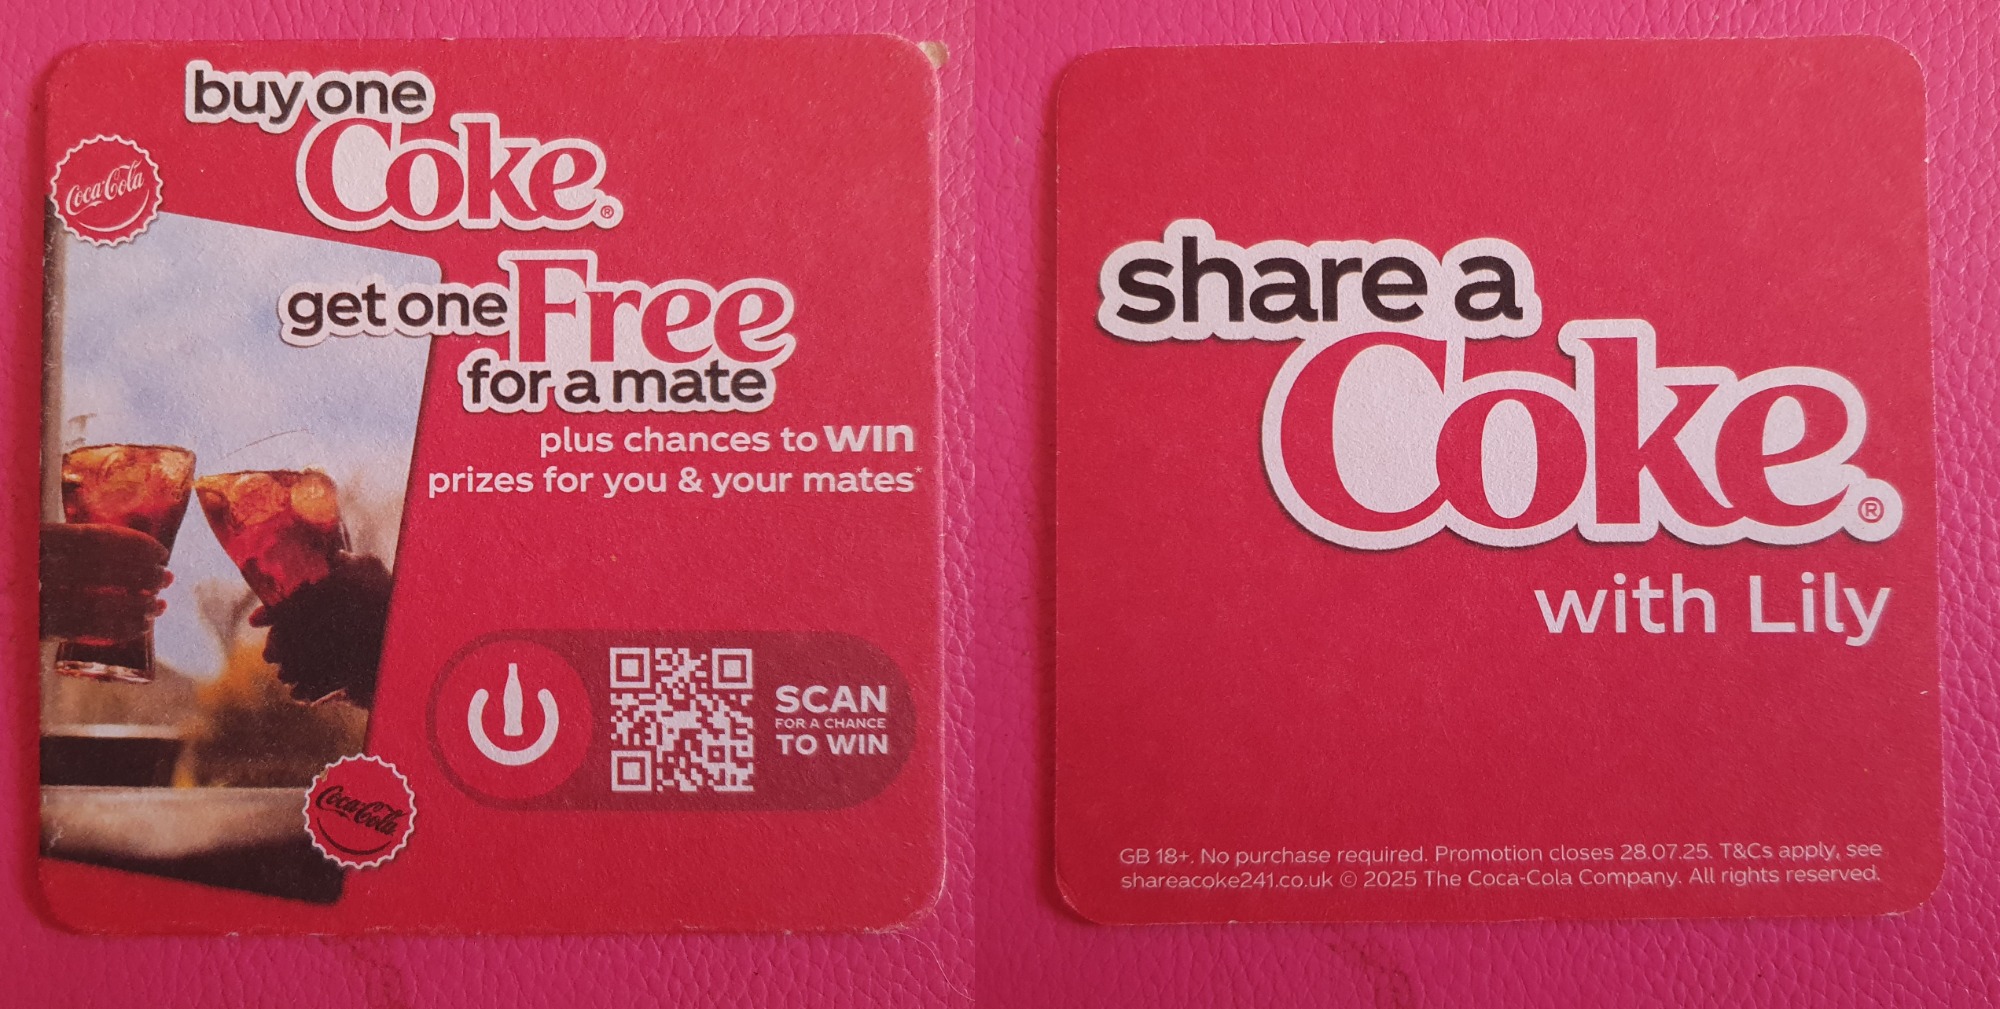 buy one
Coke®
Coca-Cola
get one Free
for a mate
plus chances to win
prizes for you & your mates*
SCAN
FOR A CHANCE
TO WIN
Coca-Cola
share a
Coke®
with Lily
GB 18+. No purchase required. Promotion closes 28.07.25. T&Cs apply, see
shareacoke241.co.uk © 2025 The Coca-Cola Company. All rights reserved.